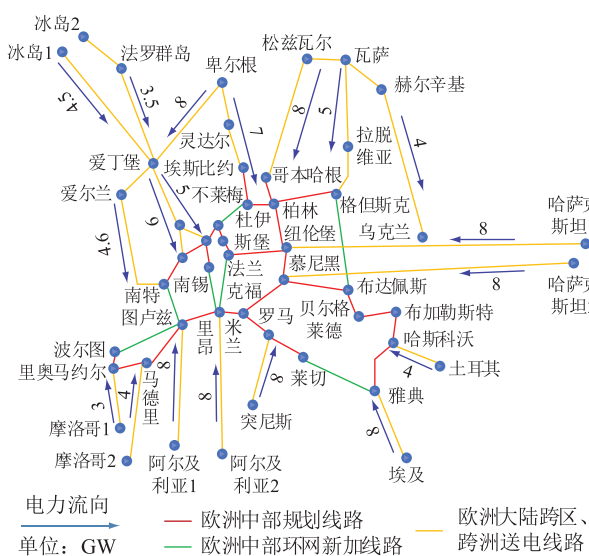 冰岛2
冰岛1
法罗群岛
卑尔根
松兹瓦尔
瓦萨
赫尔辛基
4.5
3.5
8
7
8
5
4
灵达尔
拉脱
维亚
爱丁堡
埃斯比约
哥本哈根
爱尔兰
不莱梅
格但斯克
5
9
4.6
杜伊
斯堡
柏林
纽伦堡
乌克兰
8
哈萨克
斯坦
法兰
克福
慕尼黑
8
哈萨克
斯坦
南特
南锡
布达佩斯
图卢兹
里
昂
米
兰
罗马
贝尔格
莱德
布加勒斯特
波尔图
哈斯科沃
里奥马约尔
马
德
里
8
8
8
莱切
4
土耳其
3
4
雅典
摩洛哥1
突尼斯
8
摩洛哥2
阿尔及
利亚1
阿尔及
利亚2
埃及
电力流向
单位：GW
欧洲中部规划线路
欧洲中部环网新加线路
欧洲大陆跨区、
跨洲送电线路